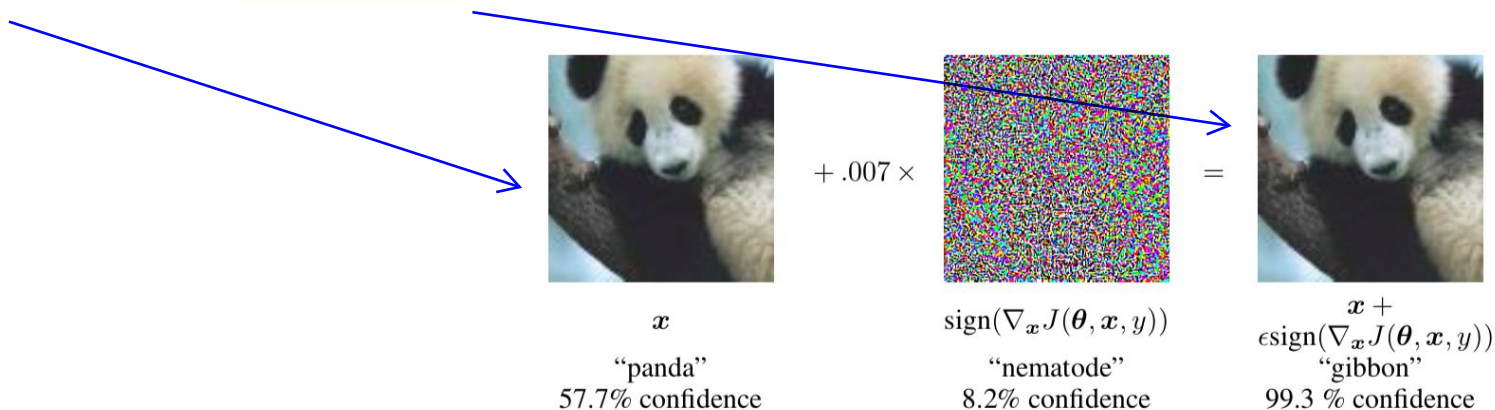 + .007 ×
=
x
sign(∇ₓJ(θ, x, y))
x +
ϵsign(∇ₓJ(θ, x, y))
“panda”
“nematode”
“gibbon”
57.7% confidence
8.2% confidence
99.3 % confidence